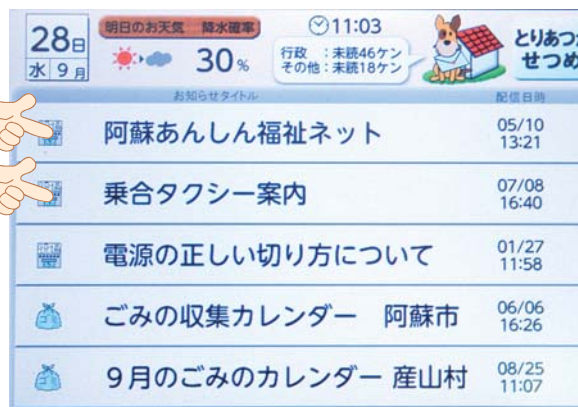 28日
水 9月
明日のお天気 降水確率
30%
11:03
行政 :未読46ケン
その他:未読18ケン
とりあつか
せつめ
お知らせタイトル
配信日時
阿蘇あんしん福祉ネット
05/10
13:21
乗合タクシー案内
07/08
16:40
電源の正しい切り方について
01/27
11:58
ごみの収集カレンダー 阿蘇市
06/06
16:26
9月のごみのカレンダー 産山村
08/25
11:07